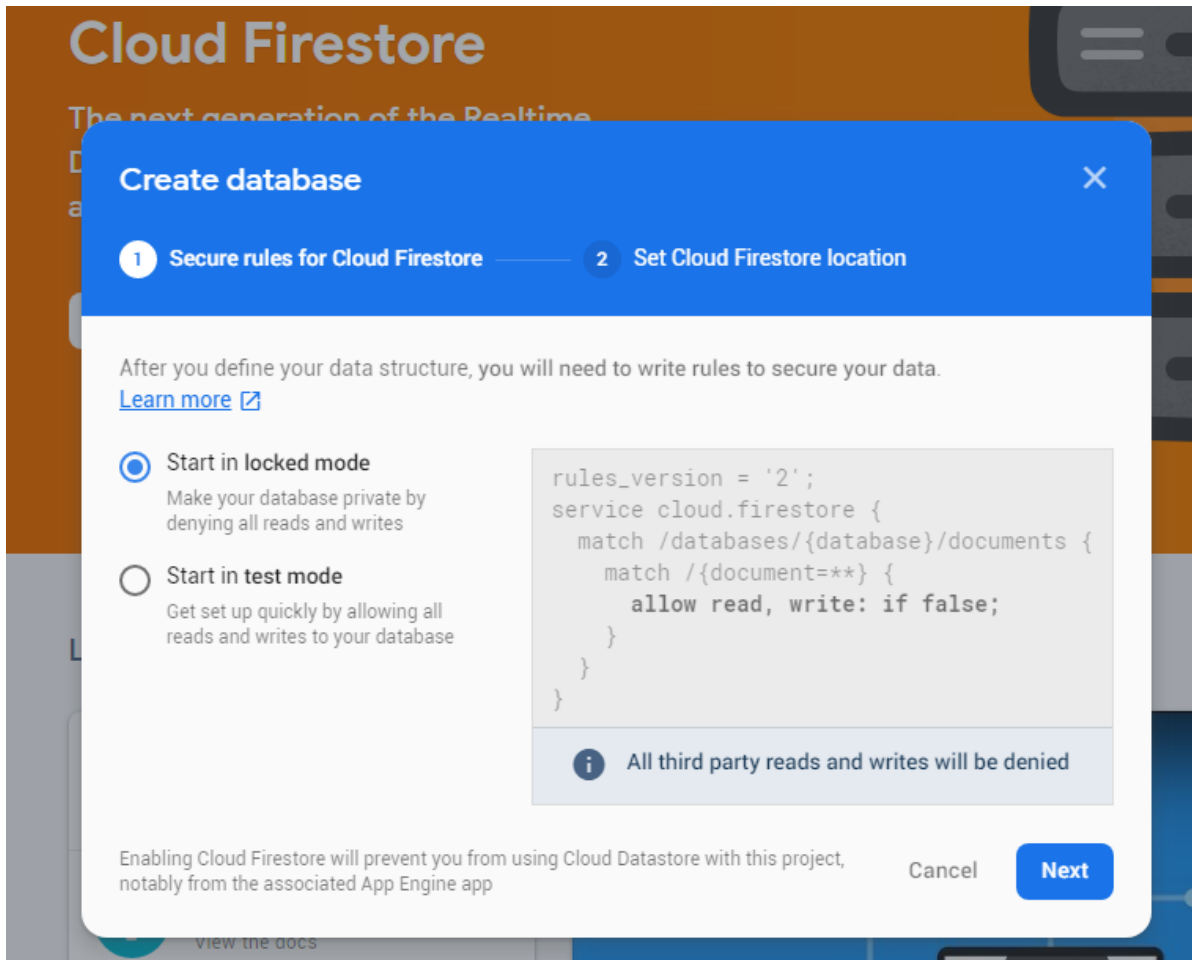 Cloud Firestore
The next generation of the Realtime
Create database
1 Secure rules for Cloud Firestore 2 Set Cloud Firestore location
After you define your data structure, you will need to write rules to secure your data.
Learn more
Start in locked mode
Make your database private by
denying all reads and writes
Start in test mode
Get set up quickly by allowing all
reads and writes to your database
rules_version = '2';
service cloud.firestore {
match /databases/{database}/documents {
match /{document=**} {
allow read, write: if false;
}
}
}
All third party reads and writes will be denied
Enabling Cloud Firestore will prevent you from using Cloud Datastore with this project,
notably from the associated App Engine app
Cancel Next
View the docs